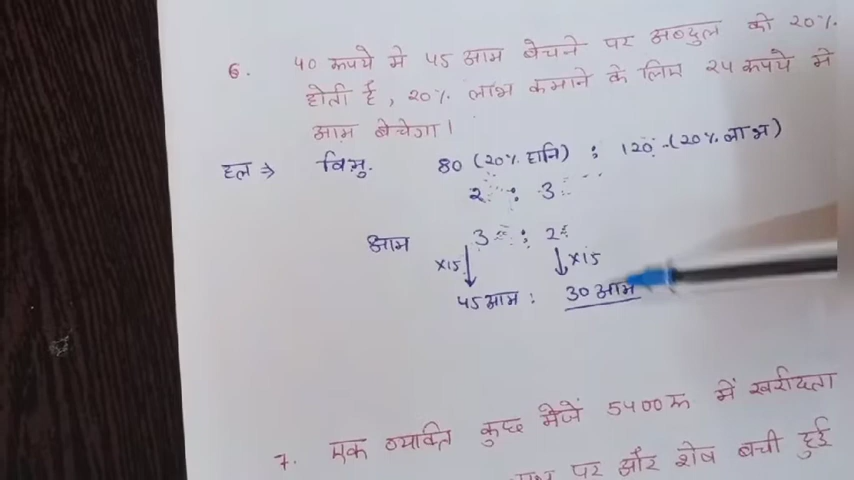 6. 40 रूपये मे 45 आम बेचने पर अब्दुल को 20%.
होती है, 20%. लाभ कमाने के लिए 24 रूपये मे
आम बेचेगा।
हल ⇒ वि.मु. 80 (20%. हानि) : 120 (20%. लाभ)
2 : 3
आम 3 : 2
×15 ×15
45 आम : 30 आम
7. एक व्यक्ति कुछ मेजें 5400 रू में खरीदता
पर और शेष बची हुई